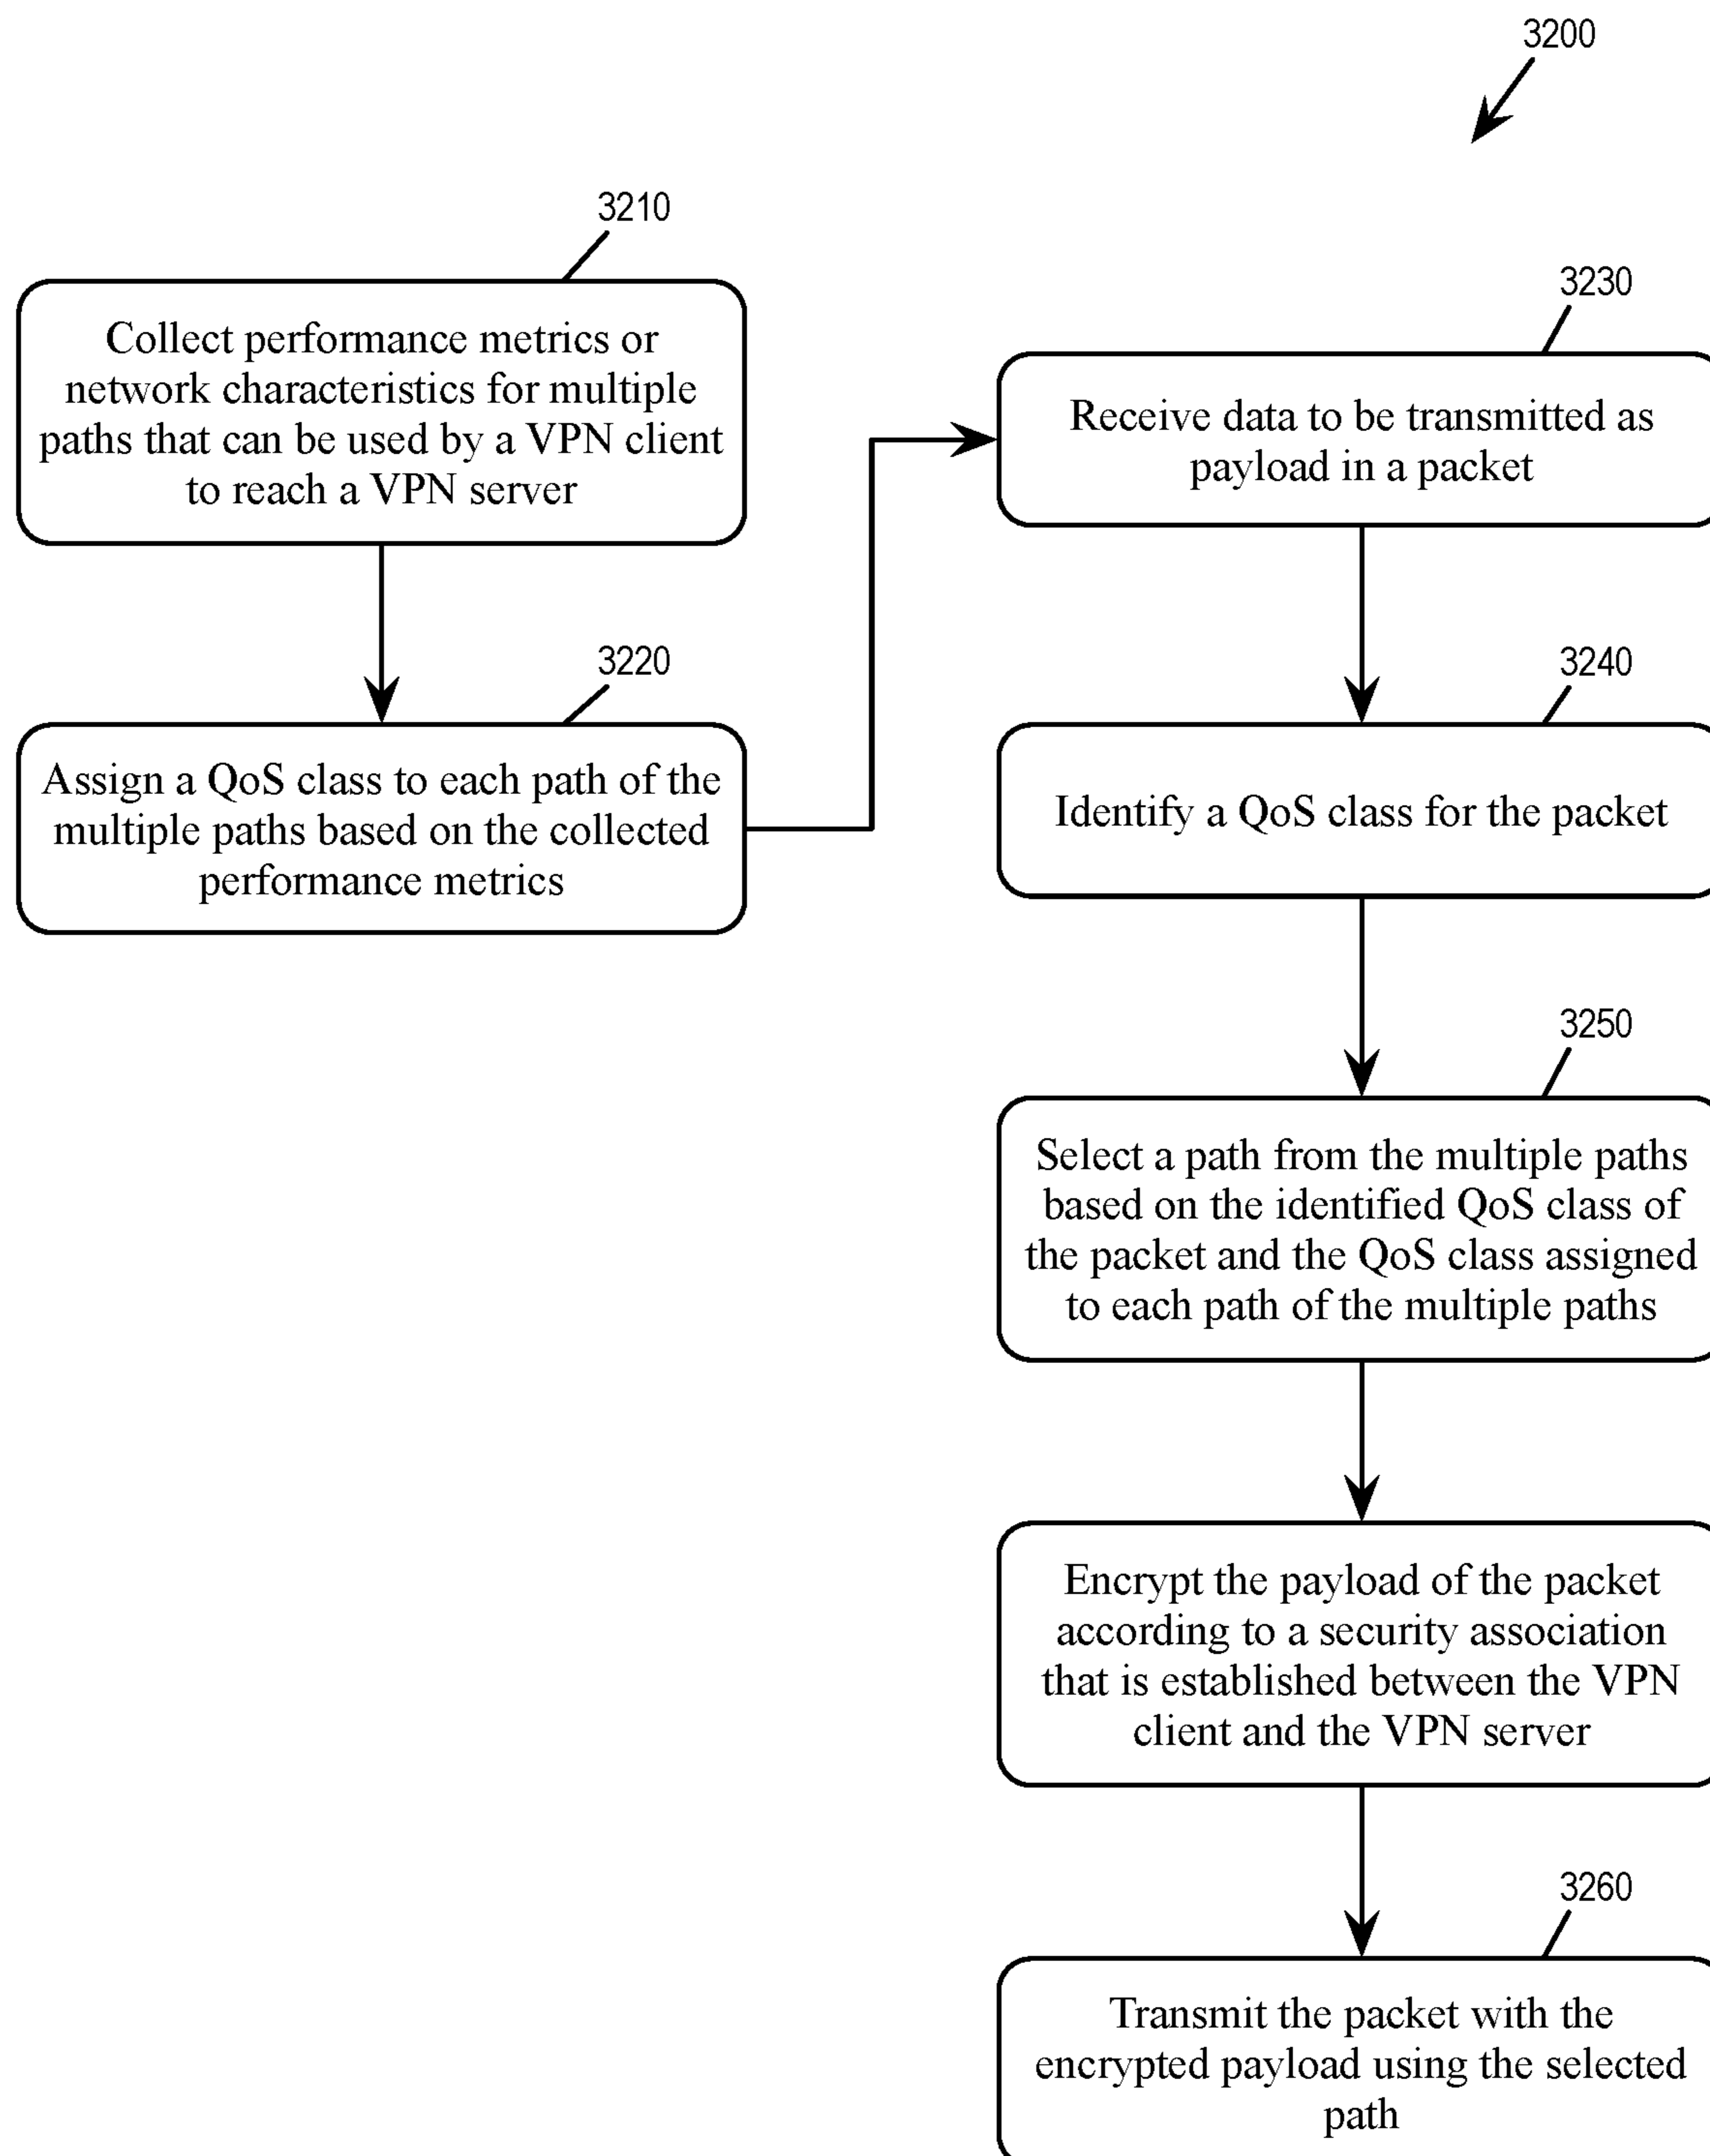 3200
3210
Collect performance metrics or
network characteristics for multiple
paths that can be used by a VPN client
to reach a VPN server
3220
Assign a QoS class to each path of the
multiple paths based on the collected
performance metrics
3230
Receive data to be transmitted as
payload in a packet
3240
Identify a QoS class for the packet
3250
Select a path from the multiple paths
based on the identified QoS class of
the packet and the QoS class assigned
to each path of the multiple paths
Encrypt the payload of the packet
according to a security association
that is established between the VPN
client and the VPN server
3260
Transmit the packet with the
encrypted payload using the selected
path